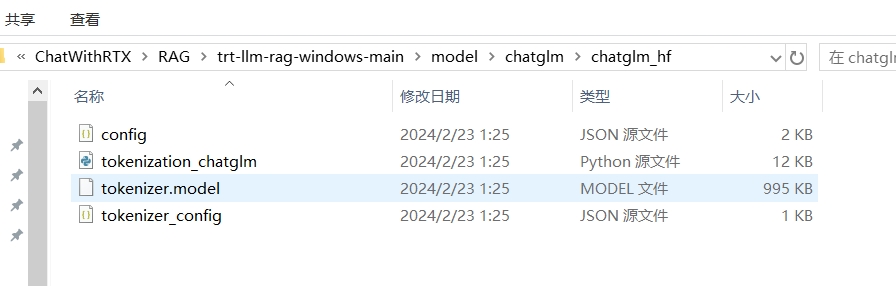 共享 查看
« ChatWithRTX > RAG > trt-llm-rag-windows-main > model > chatglm > chatglm_hf 在 chatglm
名称 修改日期 类型 大小
config 2024/2/23 1:25 JSON 源文件 2 KB
tokenization_chatglm 2024/2/23 1:25 Python 源文件 12 KB
tokenizer.model 2024/2/23 1:25 MODEL 文件 995 KB
tokenizer_config 2024/2/23 1:25 JSON 源文件 1 KB